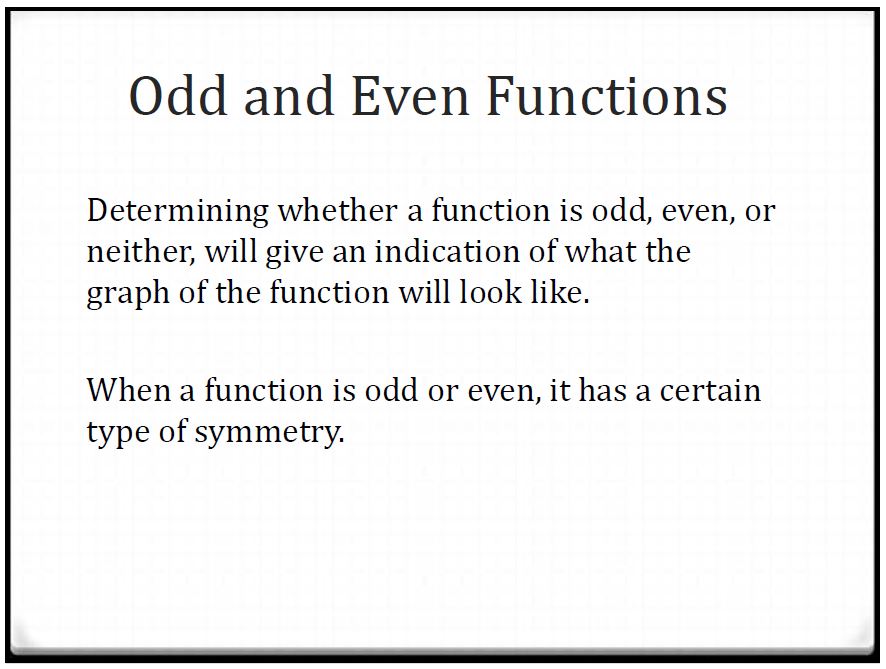 Odd and Even Functions
Determining whether a function is odd, even, or
neither, will give an indication of what the
graph of the function will look like.
When a function is odd or even, it has a certain
type of symmetry.